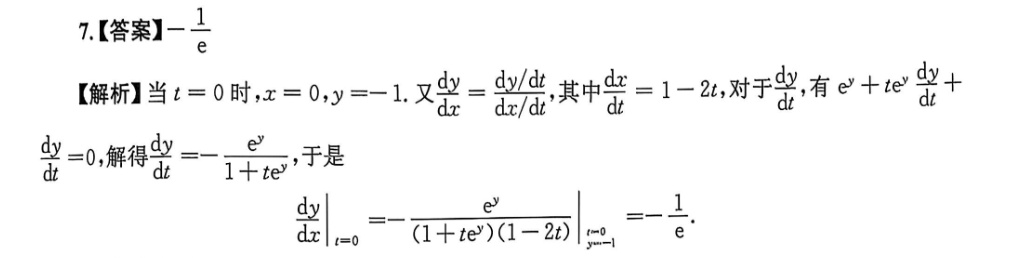 7.【答案】$-\frac{1}{e}$
【解析】当 $t=0$ 时,$x=0,y=-1$. 又$\frac{dy}{dx}=\frac{dy/dt}{dx/dt}$,其中$\frac{dx}{dt}=1-2t$,对于$\frac{dy}{dt}$,有 $e^y+te^y\frac{dy}{dt}+$
$\frac{dy}{dt}=0$,解得$\frac{dy}{dt}=-\frac{e^y}{1+te^y}$,于是
$\left.\frac{dy}{dx}\right|_{t=0}=-\left.\frac{e^y}{(1+te^y)(1-2t)}\right|_{\substack{t=0\\y=-1}}=-\frac{1}{e}.$